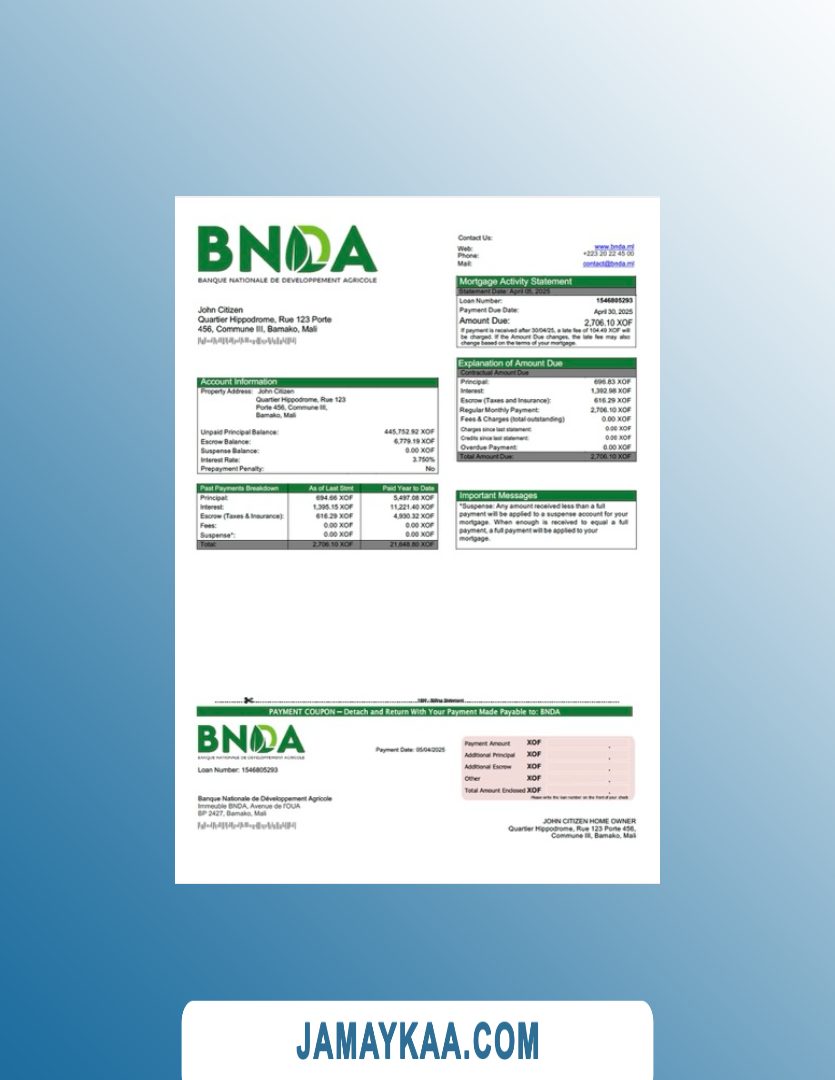 BNDA
BANQUE NATIONALE DE DEVELOPPEMENT AGRICOLE
Contact Us:
Web: www.bnda.ml
Phone: +223 20 22 45 00
Mail: contact@bnda.ml
Mortgage Activity Statement
Statement Date: April 05, 2025
Loan Number: 1546805293
Payment Due Date: April 30, 2025
Amount Due: 2,706.10 XOF
If payment is received after 30/04/25, a late fee of 104.49 XOF will
be charged. If the Amount Due changes, the late fee may also
change based on the terms of your mortgage.
John Citizen
Quartier Hippodrome, Rue 123 Porte
456, Commune III, Bamako, Mali
Explanation of Amount Due
Contractual Amount Due
Principal: 696.83 XOF
Interest: 1,392.98 XOF
Escrow (Taxes and Insurance): 616.29 XOF
Regular Monthly Payment: 2,706.10 XOF
Fees & Charges (total outstanding) 0.00 XOF
Charges since last statement: 0.00 XOF
Credits since last statement: 0.00 XOF
Overdue Payment: 0.00 XOF
Total Amount Due: 2,706.10 XOF
Account Information
Property Address: John Citizen
Quartier Hippodrome, Rue 123
Porte 456, Commune III,
Bamako, Mali
Unpaid Principal Balance: 445,752.92 XOF
Escrow Balance: 6,779.19 XOF
Suspense Balance: 0.00 XOF
Interest Rate: 3.750%
Prepayment Penalty: No
Past Payments Breakdown As of Last Stmt Paid Year to Date
Principal: 694.66 XOF 5,497.08 XOF
Interest: 1,395.15 XOF 11,221.40 XOF
Escrow (Taxes & Insurance): 616.29 XOF 4,930.32 XOF
Fees: 0.00 XOF 0.00 XOF
Suspense*: 0.00 XOF 0.00 XOF
Total: 2,706.10 XOF 21,648.80 XOF
Important Messages
*Suspense: Any amount received less than a full
payment will be applied to a suspense account for your
mortgage. When enough is received to equal a full
payment, a full payment will be applied to your
mortgage.
Billing Statement
PAYMENT COUPON — Detach and Return With Your Payment Made Payable to: BNDA
BNDA
BANQUE NATIONALE DE DEVELOPPEMENT AGRICOLE
Loan Number: 1546805293
Payment Date: 05/04/2025
Payment Amount XOF .
Additional Principal XOF .
Additional Escrow XOF .
Other XOF .
Total Amount Enclosed XOF .
Please write the loan number on the front of your check
Banque Nationale de Développement Agricole
Immeuble BNDA, Avenue de l'OUA
BP 2427, Bamako, Mali
JOHN CITIZEN HOME OWNER
Quartier Hippodrome, Rue 123 Porte 456,
Commune III, Bamako, Mali
JAMAYKAA.COM